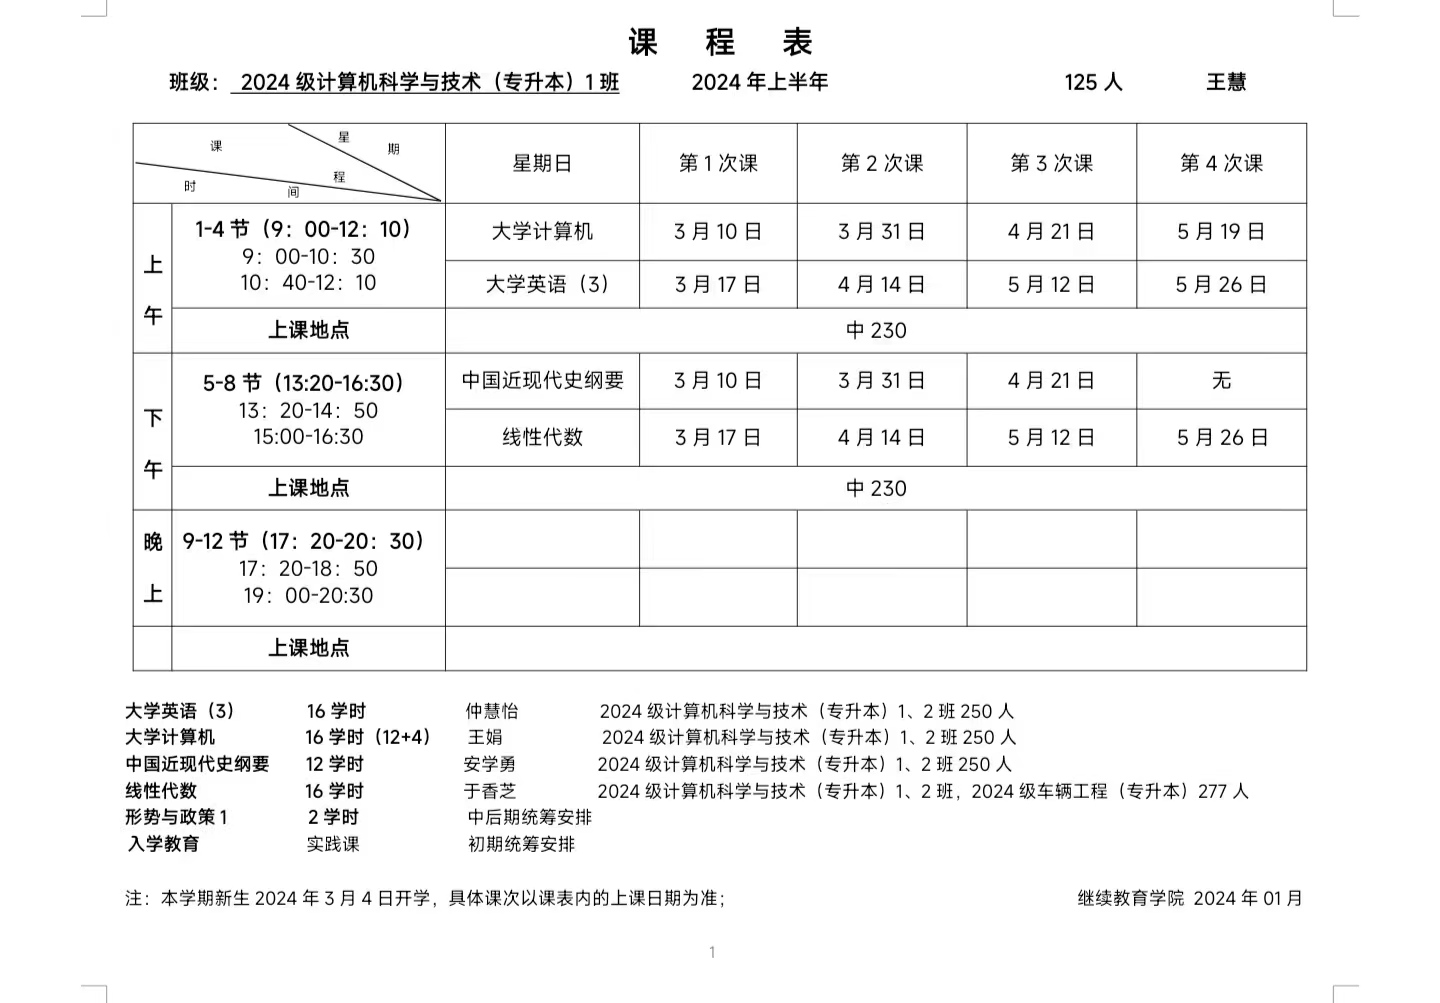 课 程 表
班级： 2024 级计算机科学与技术（专升本）1 班 2024 年上半年 125 人 王慧
课 程 星 期 时 间 星期日 第 1 次课 第 2 次课 第 3 次课 第 4 次课
上午 1-4 节（9：00-12：10） 大学计算机 3 月 10 日 3 月 31 日 4 月 21 日 5 月 19 日
9：00-10：30
10：40-12：10 大学英语（3） 3 月 17 日 4 月 14 日 5 月 12 日 5 月 26 日
上课地点 中 230
下午 5-8 节（13:20-16:30） 中国近现代史纲要 3 月 10 日 3 月 31 日 4 月 21 日 无
13：20-14：50
15:00-16:30 线性代数 3 月 17 日 4 月 14 日 5 月 12 日 5 月 26 日
上课地点 中 230
晚上 9-12 节（17：20-20：30）
17：20-18：50
19：00-20:30
上课地点
大学英语（3） 16 学时 仲慧怡 2024 级计算机科学与技术（专升本）1、2 班 250 人
大学计算机 16 学时（12+4） 王娟 2024 级计算机科学与技术（专升本）1、2 班 250 人
中国近现代史纲要 12 学时 安学勇 2024 级计算机科学与技术（专升本）1、2 班 250 人
线性代数 16 学时 于香芝 2024 级计算机科学与技术（专升本）1、2 班，2024 级车辆工程（专升本）277 人
形势与政策 1 2 学时 中后期统筹安排
入学教育 实践课 初期统筹安排
注：本学期新生 2024 年 3 月 4 日开学，具体课次以课表内的上课日期为准； 继续教育学院 2024 年 01 月
1